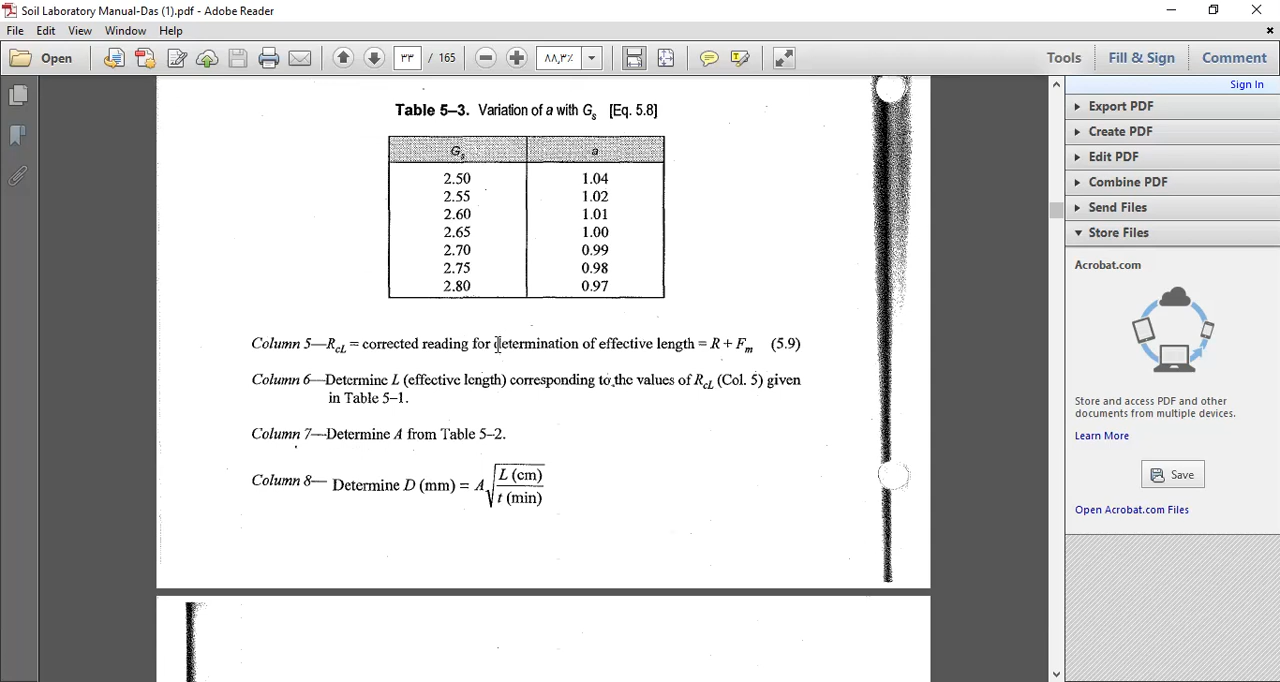 Soil Laboratory Manual-Das (1).pdf - Adobe Reader
File Edit View Window Help
Open ٣٣ / 165 ٨٨,٣٪ Tools Fill & Sign Comment
Sign In
Export PDF
Create PDF
Edit PDF
Combine PDF
Send Files
Store Files
Acrobat.com
Store and access PDF and other
documents from multiple devices.
Learn More
Save
Open Acrobat.com Files
Table 5–3. Variation of a with Gs [Eq. 5.8]
Gs a
2.50 1.04
2.55 1.02
2.60 1.01
2.65 1.00
2.70 0.99
2.75 0.98
2.80 0.97
Column 5—RcL = corrected reading for determination of effective length = R + Fm (5.9)
Column 6—Determine L (effective length) corresponding to the values of RcL (Col. 5) given
in Table 5–1.
Column 7—Determine A from Table 5–2.
Column 8— Determine D (mm) = A√(L (cm) / t (min))